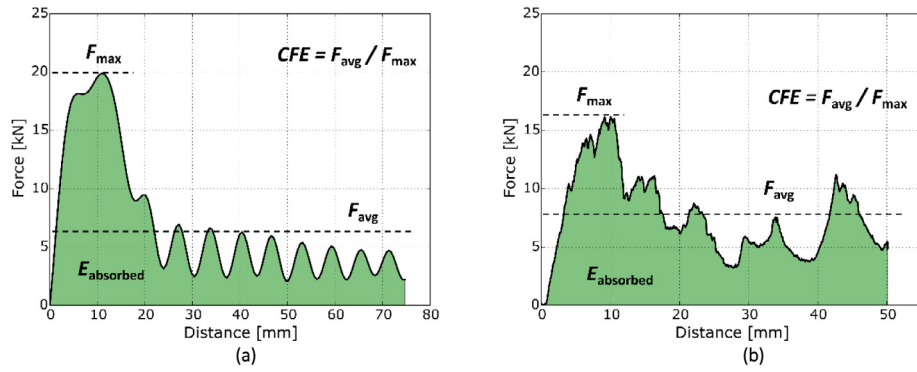 F_max
CFE = F_avg / F_max
F_avg
E_absorbed
25
20
15
10
5
0
Force [kN]
0 10 20 30 40 50 60 70 80
Distance [mm]
(a)
F_max
CFE = F_avg / F_max
F_avg
E_absorbed
25
20
15
10
5
0
Force [kN]
0 10 20 30 40 50
Distance [mm]
(b)